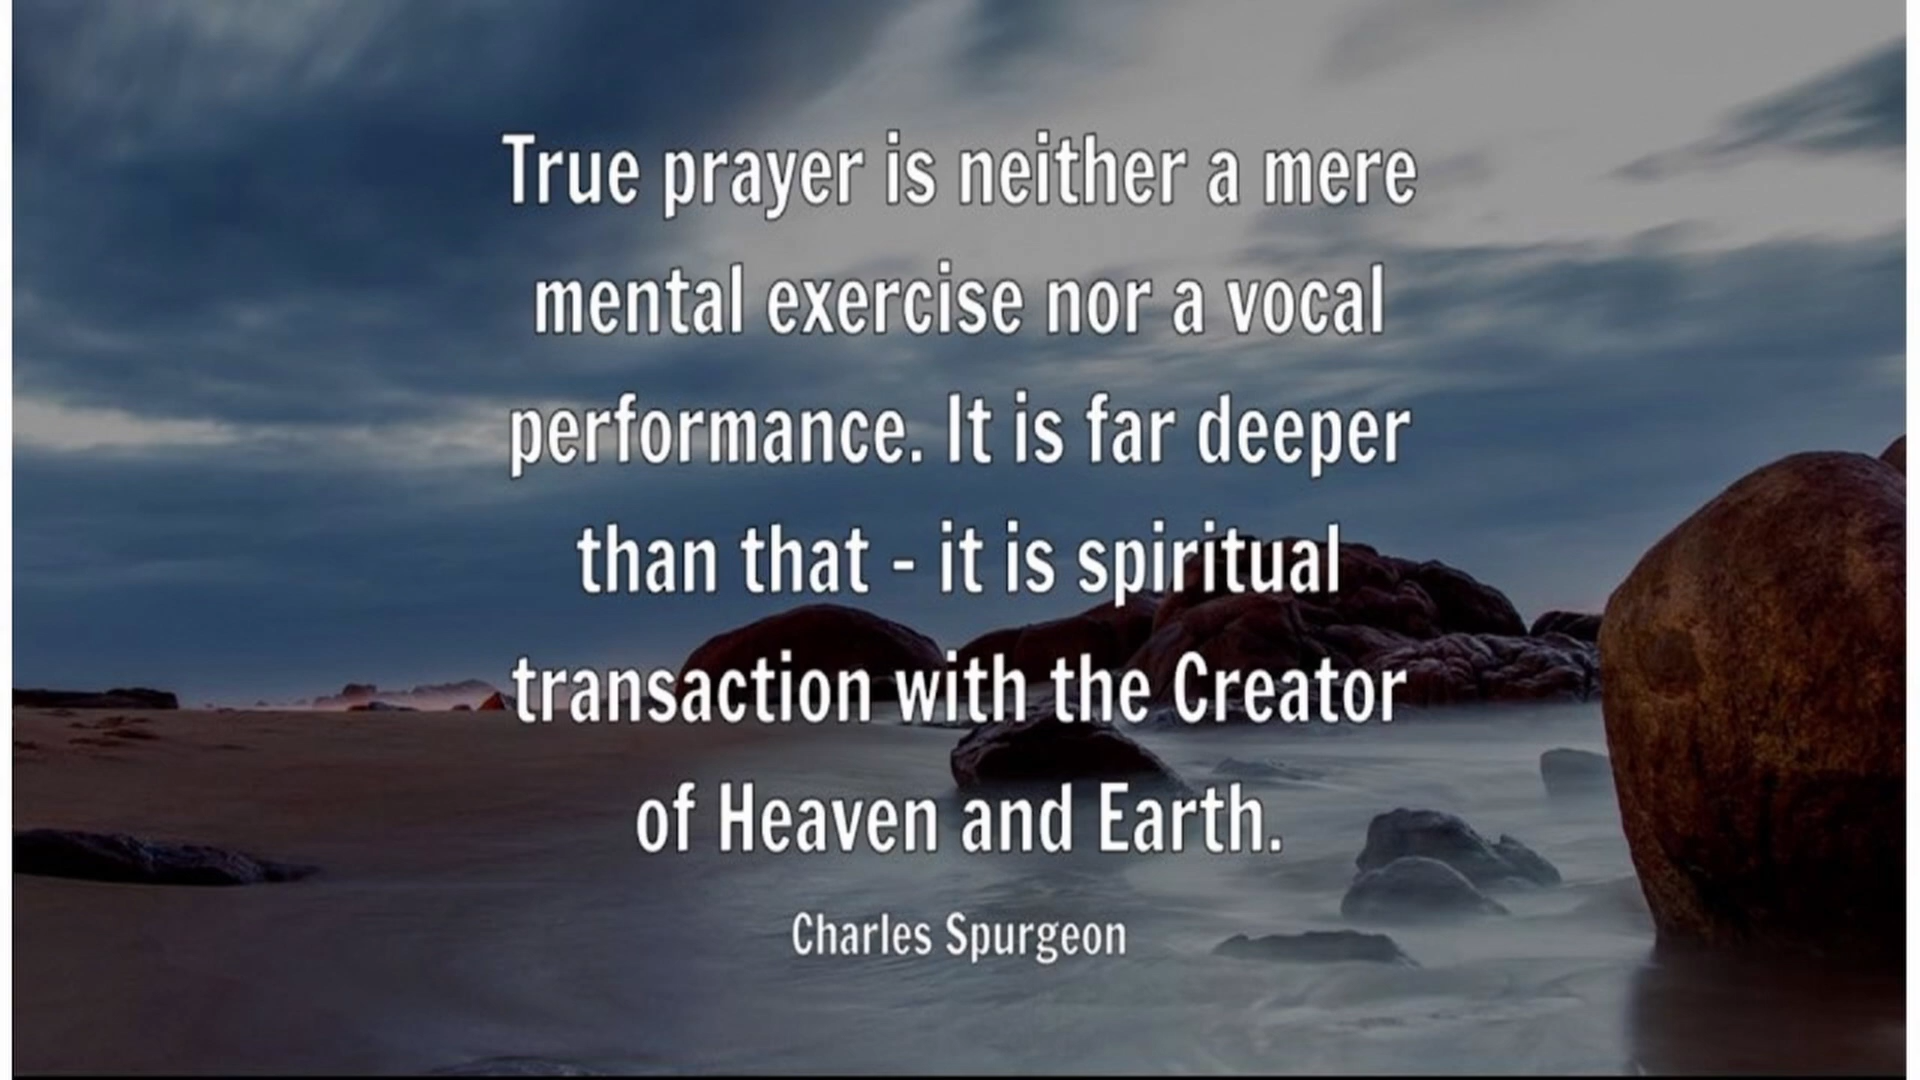 True prayer is neither a mere
mental exercise nor a vocal
performance. It is far deeper
than that - it is spiritual
transaction with the Creator
of Heaven and Earth.
Charles Spurgeon